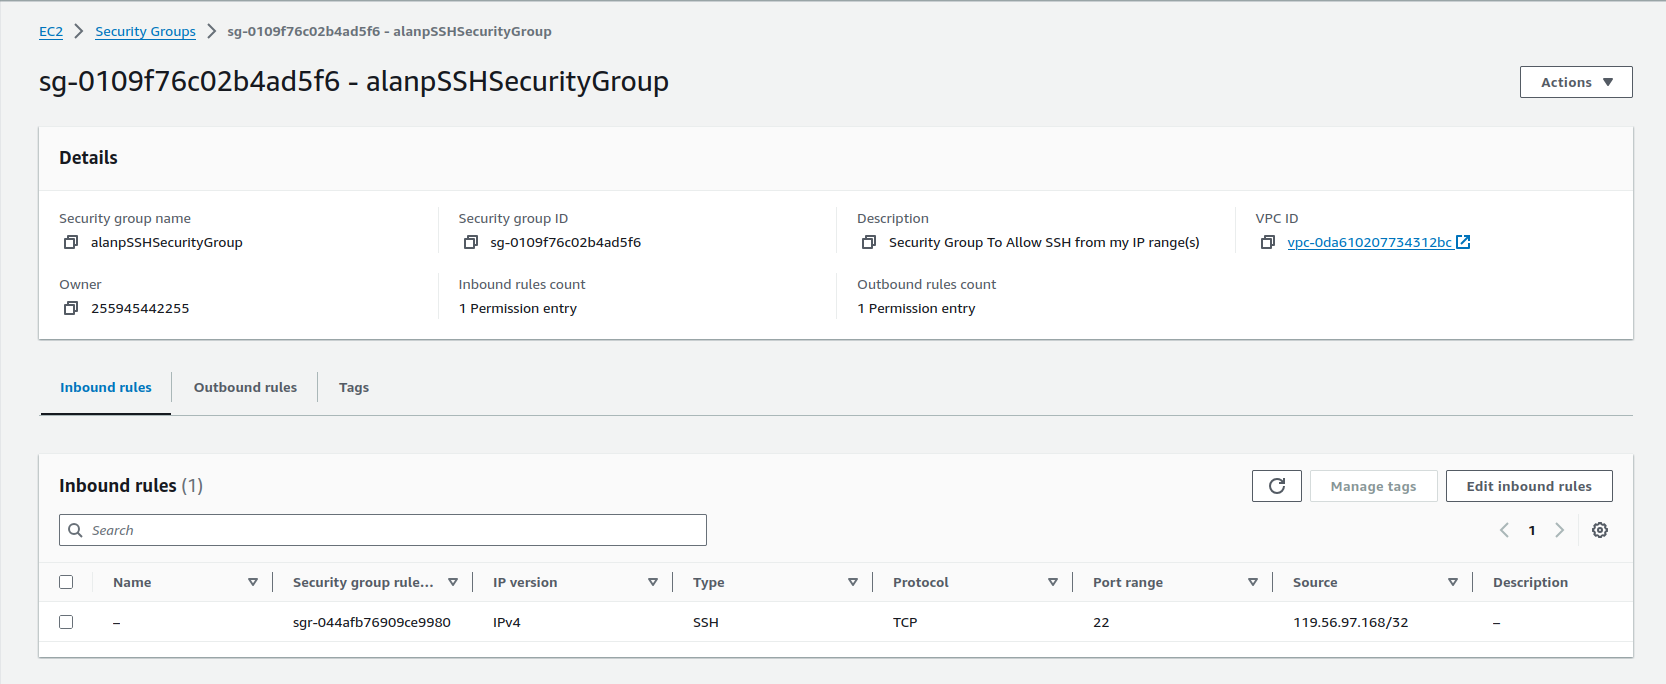 EC2 > Security Groups > sg-0109f76c02b4ad5f6 - alanpSSHSecurityGroup
sg-0109f76c02b4ad5f6 - alanpSSHSecurityGroup
Actions
Details
Security group name Security group ID Description VPC ID
alanpSSHSecurityGroup sg-0109f76c02b4ad5f6 Security Group To Allow SSH from my IP range(s) vpc-0da610207734312bc
Owner Inbound rules count Outbound rules count
255945442255 1 Permission entry 1 Permission entry
Inbound rules Outbound rules Tags
Inbound rules (1) Manage tags Edit inbound rules
Search 1
Name Security group rule... IP version Type Protocol Port range Source Description
– sgr-044afb76909ce9980 IPv4 SSH TCP 22 119.56.97.168/32 –